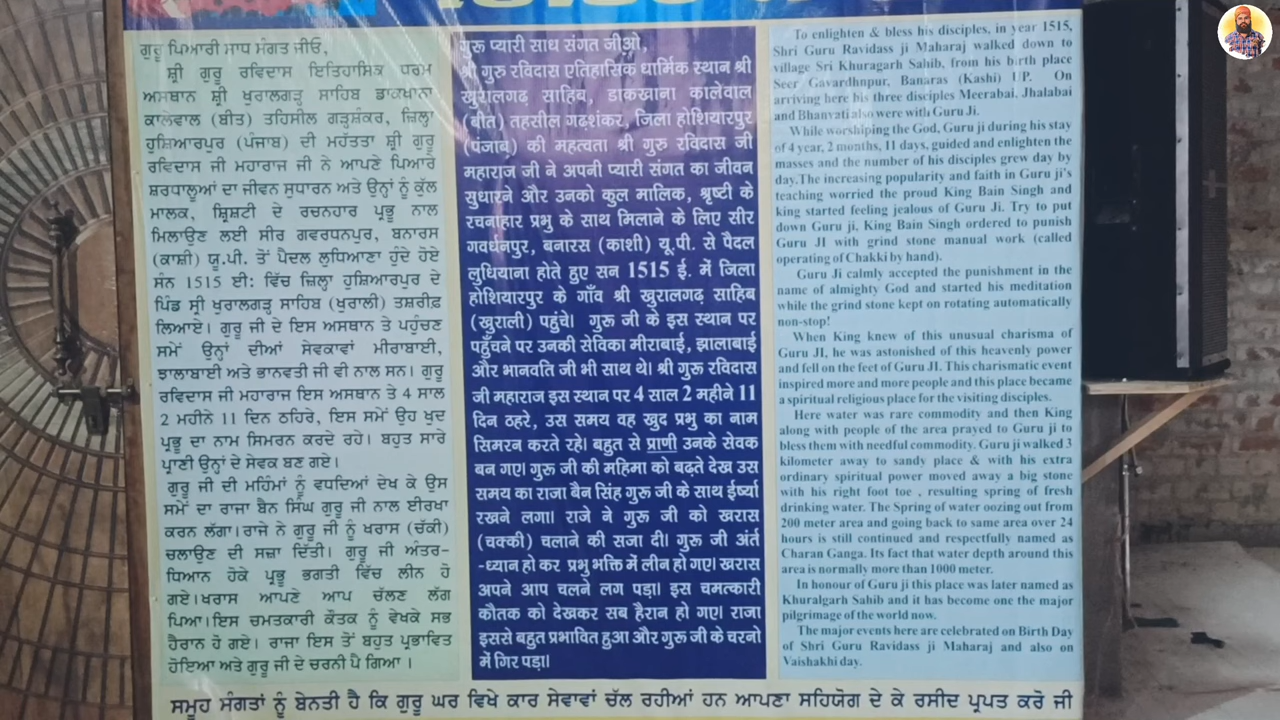 ਗੁਰੂ ਪਿਆਰੀ ਸਾਧ ਸੰਗਤ ਜੀਓ,
ਸ਼੍ਰੀ ਗੁਰੂ ਰਵਿਦਾਸ ਇਤਿਹਾਸਿਕ ਧਰਮ
ਅਸਥਾਨ ਸ਼੍ਰੀ ਖੁਰਾਲਗੜ੍ਹ ਸਾਹਿਬ ਡਾਕਖਾਨਾ
ਕਾਲੇਵਾਲ (ਬੀਤ) ਤਹਿਸੀਲ ਗੜ੍ਹਸ਼ੰਕਰ, ਜ਼ਿਲ੍ਹਾ
ਹੁਸ਼ਿਆਰਪੁਰ (ਪੰਜਾਬ) ਦੀ ਮਹੱਤਤਾ ਸ਼੍ਰੀ ਗੁਰੂ
ਰਵਿਦਾਸ ਜੀ ਮਹਾਰਾਜ ਜੀ ਨੇ ਆਪਣੇ ਪਿਆਰੇ
ਸ਼ਰਧਾਲੂਆਂ ਦਾ ਜੀਵਨ ਸੁਧਾਰਨ ਅਤੇ ਉਨ੍ਹਾਂ ਨੂੰ ਕੁੱਲ
ਮਾਲਕ, ਸ਼੍ਰਿਸ਼ਟੀ ਦੇ ਰਚਨਹਾਰ ਪ੍ਰਭੂ ਨਾਲ
ਮਿਲਾਉਣ ਲਈ ਸੀਰ ਗਵਰਧਨਪੁਰ, ਬਨਾਰਸ
(ਕਾਸ਼ੀ) ਯੂ.ਪੀ. ਤੋਂ ਪੈਦਲ ਲੁਧਿਆਣਾ ਹੁੰਦੇ ਹੋਏ
ਸੰਨ 1515 ਈ: ਵਿੱਚ ਜ਼ਿਲ੍ਹਾ ਹੁਸ਼ਿਆਰਪੁਰ ਦੇ
ਪਿੰਡ ਸ੍ਰੀ ਖੁਰਾਲਗੜ੍ਹ ਸਾਹਿਬ (ਖੁਰਾਲੀ) ਤਸ਼ਰੀਫ਼
ਲਿਆਏ। ਗੁਰੂ ਜੀ ਦੇ ਇਸ ਅਸਥਾਨ ਤੇ ਪਹੁੰਚਣ
ਸਮੇਂ ਉਨ੍ਹਾਂ ਦੀਆਂ ਸੇਵਕਾਵਾਂ ਮੀਰਾਬਾਈ,
ਝਾਲਾਬਾਈ ਅਤੇ ਭਾਨਵਤੀ ਜੀ ਵੀ ਨਾਲ ਸਨ। ਗੁਰੂ
ਰਵਿਦਾਸ ਜੀ ਮਹਾਰਾਜ ਇਸ ਅਸਥਾਨ ਤੇ 4 ਸਾਲ
2 ਮਹੀਨੇ 11 ਦਿਨ ਠਹਿਰੇ, ਇਸ ਸਮੇਂ ਉਹ ਖੁਦ
ਪ੍ਰਭੂ ਦਾ ਨਾਮ ਸਿਮਰਨ ਕਰਦੇ ਰਹੇ। ਬਹੁਤ ਸਾਰੇ
ਪ੍ਰਾਣੀ ਉਨ੍ਹਾਂ ਦੇ ਸੇਵਕ ਬਣ ਗਏ।
ਗੁਰੂ ਜੀ ਦੀ ਮਹਿੰਮਾਂ ਨੂੰ ਵਧਦਿਆਂ ਦੇਖ ਕੇ ਉਸ
ਸਮੇਂ ਦਾ ਰਾਜਾ ਬੈਨ ਸਿੰਘ ਗੁਰੂ ਜੀ ਨਾਲ ਈਰਖਾ
ਕਰਨ ਲੱਗਾ। ਰਾਜੇ ਨੇ ਗੁਰੂ ਜੀ ਨੂੰ ਖਰਾਸ (ਚੱਕੀ)
ਚਲਾਉਣ ਦੀ ਸਜ਼ਾ ਦਿੱਤੀ। ਗੁਰੂ ਜੀ ਅੰਤਰ-
ਧਿਆਨ ਹੋਕੇ ਪ੍ਰਭੂ ਭਗਤੀ ਵਿੱਚ ਲੀਨ ਹੋ
ਗਏ।ਖਰਾਸ ਆਪਣੇ ਆਪ ਚੱਲਣ ਲੱਗ
ਪਿਆ।ਇਸ ਚਮਤਕਾਰੀ ਕੌਤਕ ਨੂੰ ਵੇਖਕੇ ਸਭ
ਹੈਰਾਨ ਹੋ ਗਏ। ਰਾਜਾ ਇਸ ਤੋਂ ਬਹੁਤ ਪ੍ਰਭਾਵਿਤ
ਹੋਇਆ ਅਤੇ ਗੁਰੂ ਜੀ ਦੇ ਚਰਨੀ ਪੈ ਗਿਆ ।
गुरू प्यारी साध संगत जीओ,
श्री गुरु रविदास एतिहासिक धार्मिक स्थान श्री
खुरालगढ़ साहिब, डाकखाना कालेवाल
(बीत) तहसील गढ़शंकर, जिला होशियारपुर
(पंजाब) की महत्वता श्री गुरु रविदास जी
महाराज जी ने अपनी प्यारी संगत का जीवन
सुधारने और उनको कुल मालिक, श्रृष्टी के
रचनाहार प्रभु के साथ मिलाने के लिए सीर
गवर्धनपुर, बनारस (काशी) यू.पी. से पैदल
लुधियाना होते हुए सन 1515 ई. में जिला
होशियारपुर के गाँव श्री खुरालगढ़ साहिब
(खुराली) पहुंचे। गुरू जी के इस स्थान पर
पहुँचने पर उनकी सेविका मीराबाई, झालाबाई
और भानवति जी भी साथ थे। श्री गुरू रविदास
जी महाराज इस स्थान पर 4 साल 2 महीने 11
दिन ठहरे, उस समय वह खुद प्रभु का नाम
सिमरन करते रहे। बहुत से प्राणी उनके सेवक
बन गए। गुरू जी की महिमा को बढ़ते देख उस
समय का राजा बैन सिंह गुरू जी के साथ ईर्ष्या
रखने लगा। राजे ने गुरू जी को खरास
(चक्की) चलाने की सजा दी। गुरू जी अंर्त
-ध्यान हो कर प्रभु भक्ति में लीन हो गए। खरास
अपने आप चलने लग पड़ा। इस चमत्कारी
कौतक को देखकर सब हैरान हो गए। राजा
इससे बहुत प्रभावित हुआ और गुरू जी के चरनो
में गिर पड़ा।
To enlighten & bless his disciples, in year 1515,
Shri Guru Ravidass ji Maharaj walked down to
village Sri Khuragarh Sahib, from his birth place
Seer Gavardhnpur, Banaras (Kashi) UP. On
arriving here his three disciples Meerabai, Jhalabai
and Bhanvati also were with Guru Ji.
While worshiping the God, Guru ji during his stay
of 4 year, 2 months, 11 days, guided and enlighten the
masses and the number of his disciples grew day by
day.The increasing popularity and faith in Guru ji's
teaching worried the proud King Bain Singh and
king started feeling jealous of Guru Ji. Try to put
down Guru ji, King Bain Singh ordered to punish
Guru JI with grind stone manual work (called
operating of Chakki by hand).
Guru Ji calmly accepted the punishment in the
name of almighty God and started his meditation
while the grind stone kept on rotating automatically
non-stop!
When King knew of this unusual charisma of
Guru JI, he was astonished of this heavenly power
and fell on the feet of Guru JI. This charismatic event
inspired more and more people and this place became
a spiritual religious place for the visiting disciples.
Here water was rare commodity and then King
along with people of the area prayed to Guru ji to
bless them with needful commodity. Guru ji walked 3
kilometer away to sandy place & with his extra
ordinary spiritual power moved away a big stone
with his right foot toe , resulting spring of fresh
drinking water. The Spring of water oozing out from
200 meter area and going back to same area over 24
hours is still continued and respectfully named as
Charan Ganga. Its fact that water depth around this
area is normally more than 1000 meter.
In honour of Guru ji this place was later named as
Khuralgarh Sahib and it has become one the major
pilgrimage of the world now.
The major events here are celebrated on Birth Day
of Shri Guru Ravidass ji Maharaj and also on
Vaishakhi day.
ਸਮੂਹ ਸੰਗਤਾਂ ਨੂੰ ਬੇਨਤੀ ਹੈ ਕਿ ਗੁਰੂ ਘਰ ਵਿਖੇ ਕਾਰ ਸੇਵਾਵਾਂ ਚੱਲ ਰਹੀਆਂ ਹਨ ਆਪਣਾ ਸਹਿਯੋਗ ਦੇ ਕੇ ਰਸੀਦ ਪ੍ਰਾਪਤ ਕਰੋ ਜੀ